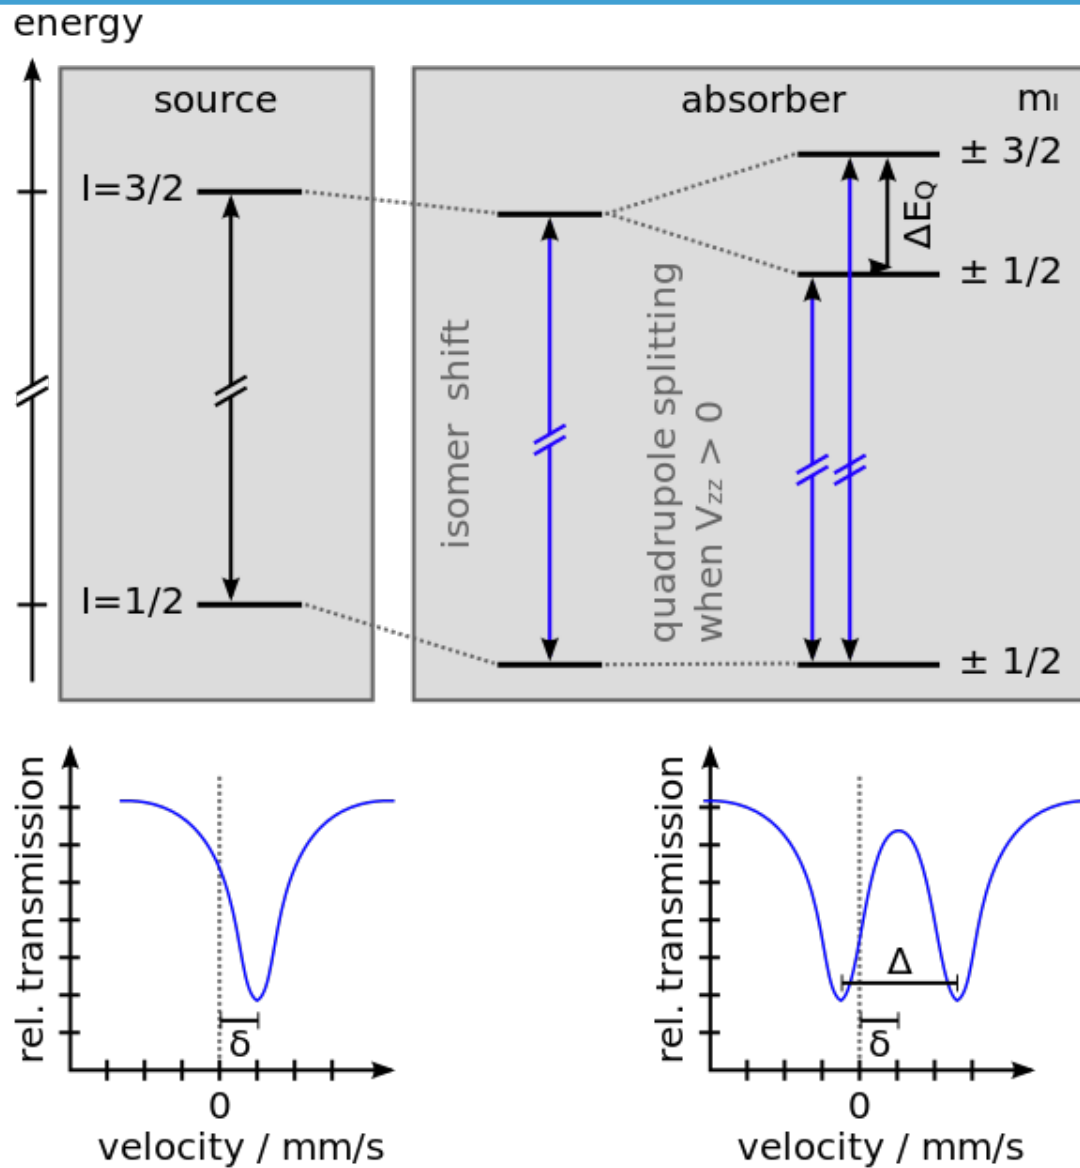 energy
source
absorber
mI
I=3/2
± 3/2
ΔEQ
± 1/2
isomer shift
quadrupole splitting
when Vzz > 0
I=1/2
± 1/2
rel. transmission
δ
0
velocity / mm/s
rel. transmission
Δ
δ
0
velocity / mm/s